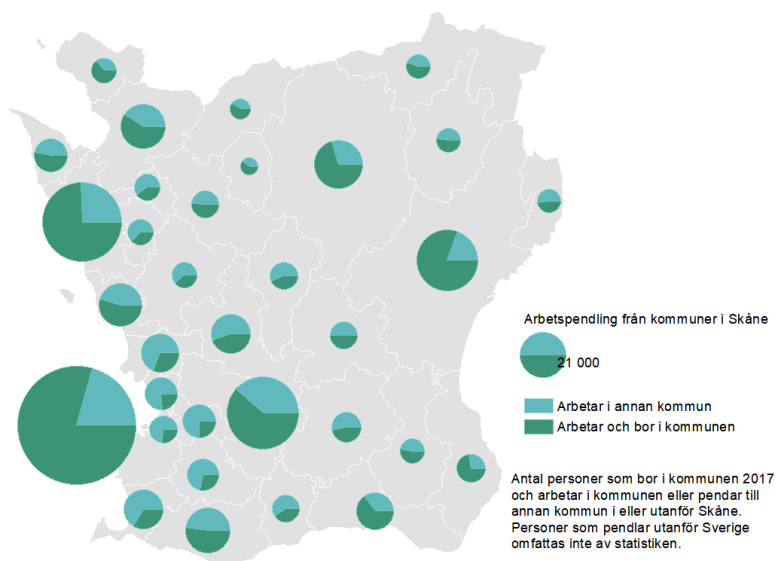 Arbetspendling från kommuner i Skåne
21 000
Arbetar i annan kommun
Arbetar och bor i kommunen
Antal personer som bor i kommunen 2017
och arbetar i kommunen eller pendar till
annan kommun i eller utanför Skåne.
Personer som pendlar utanför Sverige
omfattas inte av statistiken.